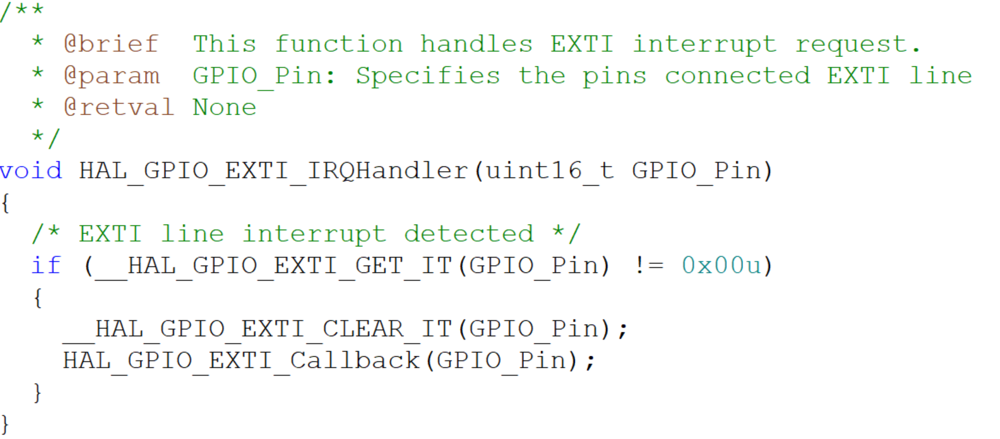 /**
  * @brief  This function handles EXTI interrupt request.
  * @param  GPIO_Pin: Specifies the pins connected EXTI line
  * @retval None
  */
void HAL_GPIO_EXTI_IRQHandler(uint16_t GPIO_Pin)
{
  /* EXTI line interrupt detected */
  if (__HAL_GPIO_EXTI_GET_IT(GPIO_Pin) != 0x00u)
  {
    __HAL_GPIO_EXTI_CLEAR_IT(GPIO_Pin);
    HAL_GPIO_EXTI_Callback(GPIO_Pin);
  }
}